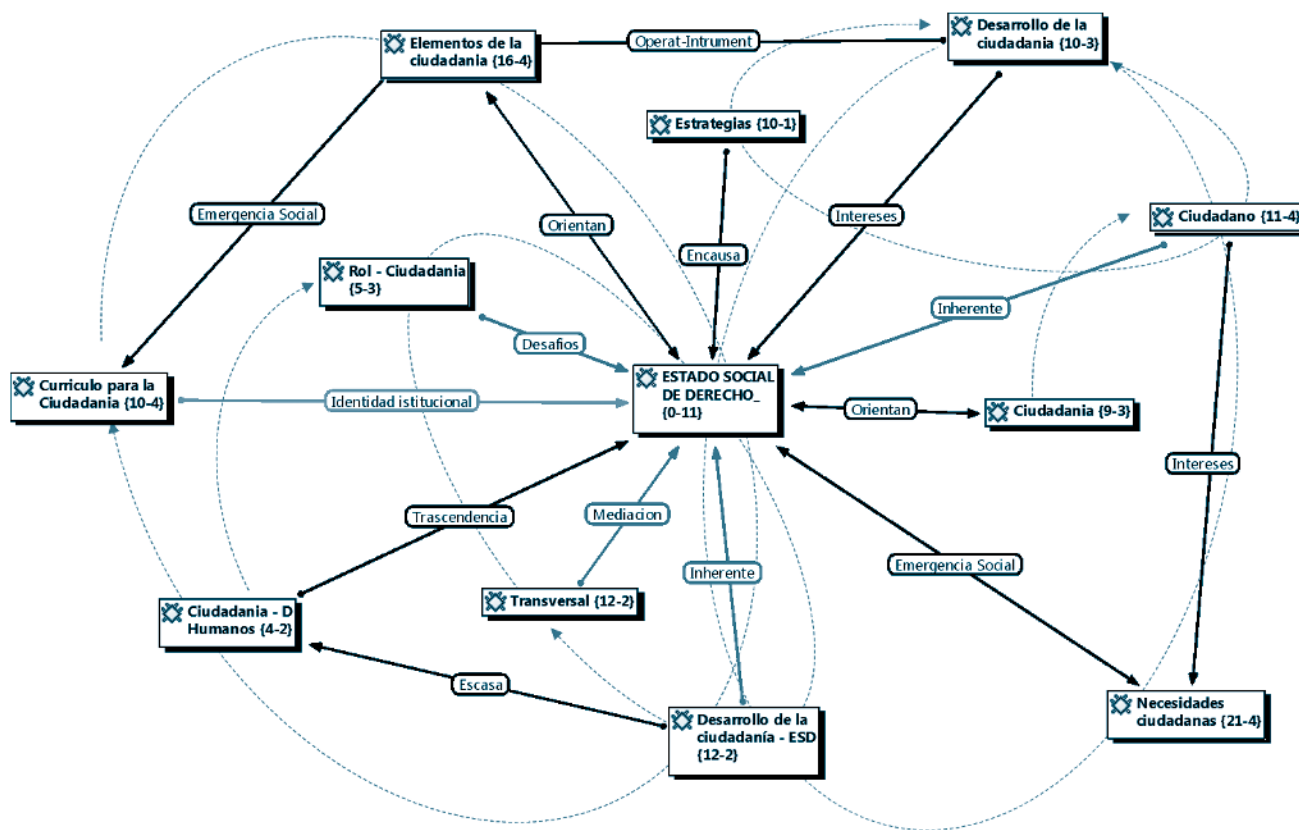 Elementos de la
ciudadania {16-4}
Operat-Intrument
Desarrollo de la
ciudadania {10-3}
Estrategias {10-1}
Emergencia Social
Orientan
Intereses
Ciudadano {11-4}
Encausa
Rol - Ciudadania
{5-3}
Inherente
Desafios
Curriculo para la
Ciudadania {10-4}
Identidad istitucional
ESTADO SOCIAL
DE DERECHO_
{0-11}
Orientan
Ciudadania {9-3}
Intereses
Trascendencia
Mediacion
Emergencia Social
Inherente
Ciudadania - D
Humanos {4-2}
Transversal {12-2}
Escasa
Desarrollo de la
ciudadanía - ESD
{12-2}
Necesidades
ciudadanas {21-4}